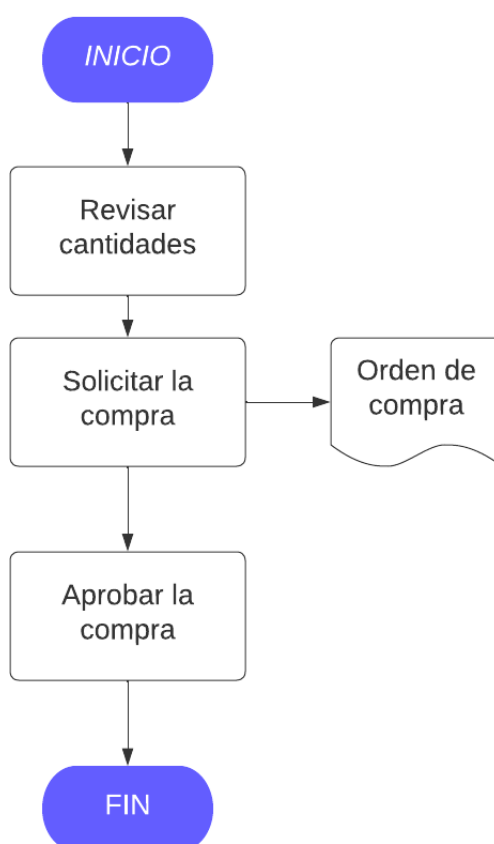 INICIO
Revisar
cantidades
Solicitar la
compra
Orden de
compra
Aprobar la
compra
FIN